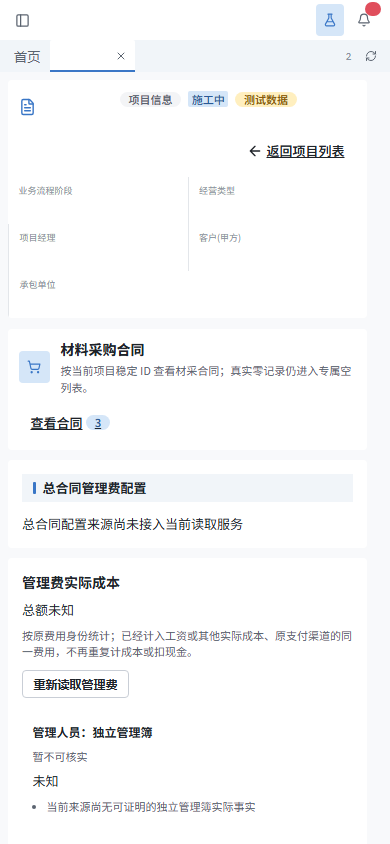 首页
2
项目信息 施工中 测试数据
返回项目列表
业务流程阶段 经营类型
项目经理 客户(甲方)
承包单位
材料采购合同
按当前项目稳定 ID 查看材采合同；真实零记录仍进入专属空
列表。
查看合同 3
总合同管理费配置
总合同配置来源尚未接入当前读取服务
管理费实际成本
总额未知
按原费用身份统计；已经计入工资或其他实际成本、原支付渠道的同
一费用，不再重复计成本或扣现金。
重新读取管理费
管理人员：独立管理簿
暂不可核实
未知
当前来源尚无可证明的独立管理簿实际事实